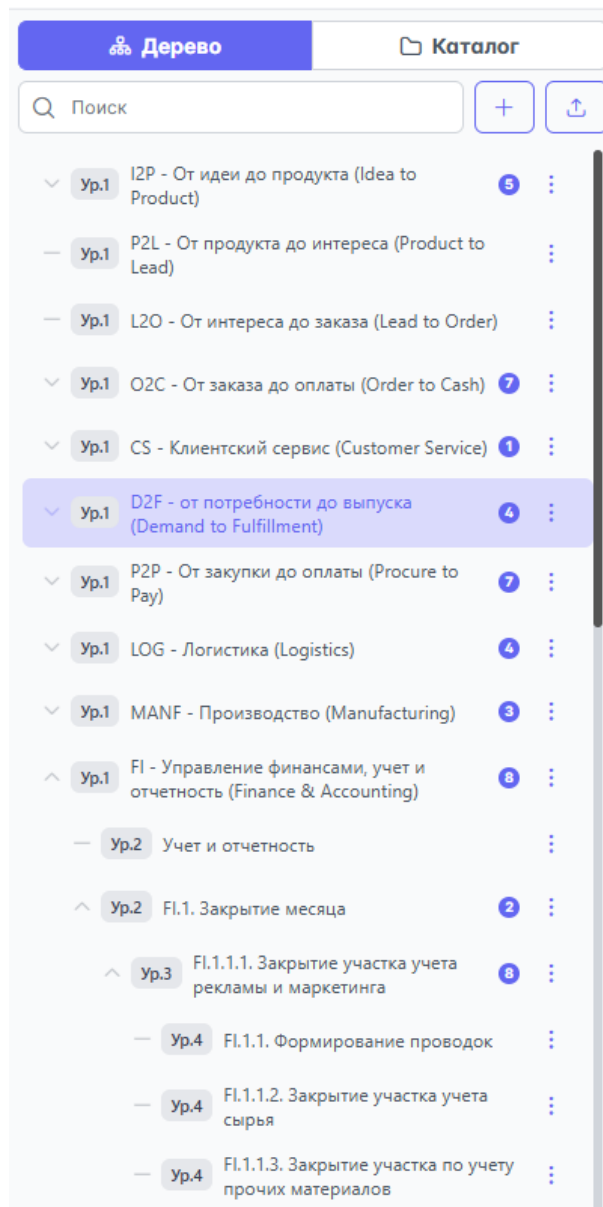 Дерево
Каталог
Поиск
Ур.1 I2P - От идеи до продукта (Idea to
Product) 5
Ур.1 P2L - От продукта до интереса (Product to
Lead)
Ур.1 L2O - От интереса до заказа (Lead to Order)
Ур.1 O2C - От заказа до оплаты (Order to Cash) 7
Ур.1 CS - Клиентский сервис (Customer Service) 1
Ур.1 D2F - от потребности до выпуска
(Demand to Fulfillment) 4
Ур.1 P2P - От закупки до оплаты (Procure to
Pay) 7
Ур.1 LOG - Логистика (Logistics) 4
Ур.1 MANF - Производство (Manufacturing) 3
Ур.1 FI - Управление финансами, учет и
отчетность (Finance & Accounting) 8
Ур.2 Учет и отчетность
Ур.2 FI.1. Закрытие месяца 2
Ур.3 FI.1.1.1. Закрытие участка учета
рекламы и маркетинга 8
Ур.4 FI.1.1. Формирование проводок
Ур.4 FI.1.1.2. Закрытие участка учета
сырья
Ур.4 FI.1.1.3. Закрытие участка по учету
прочих материалов